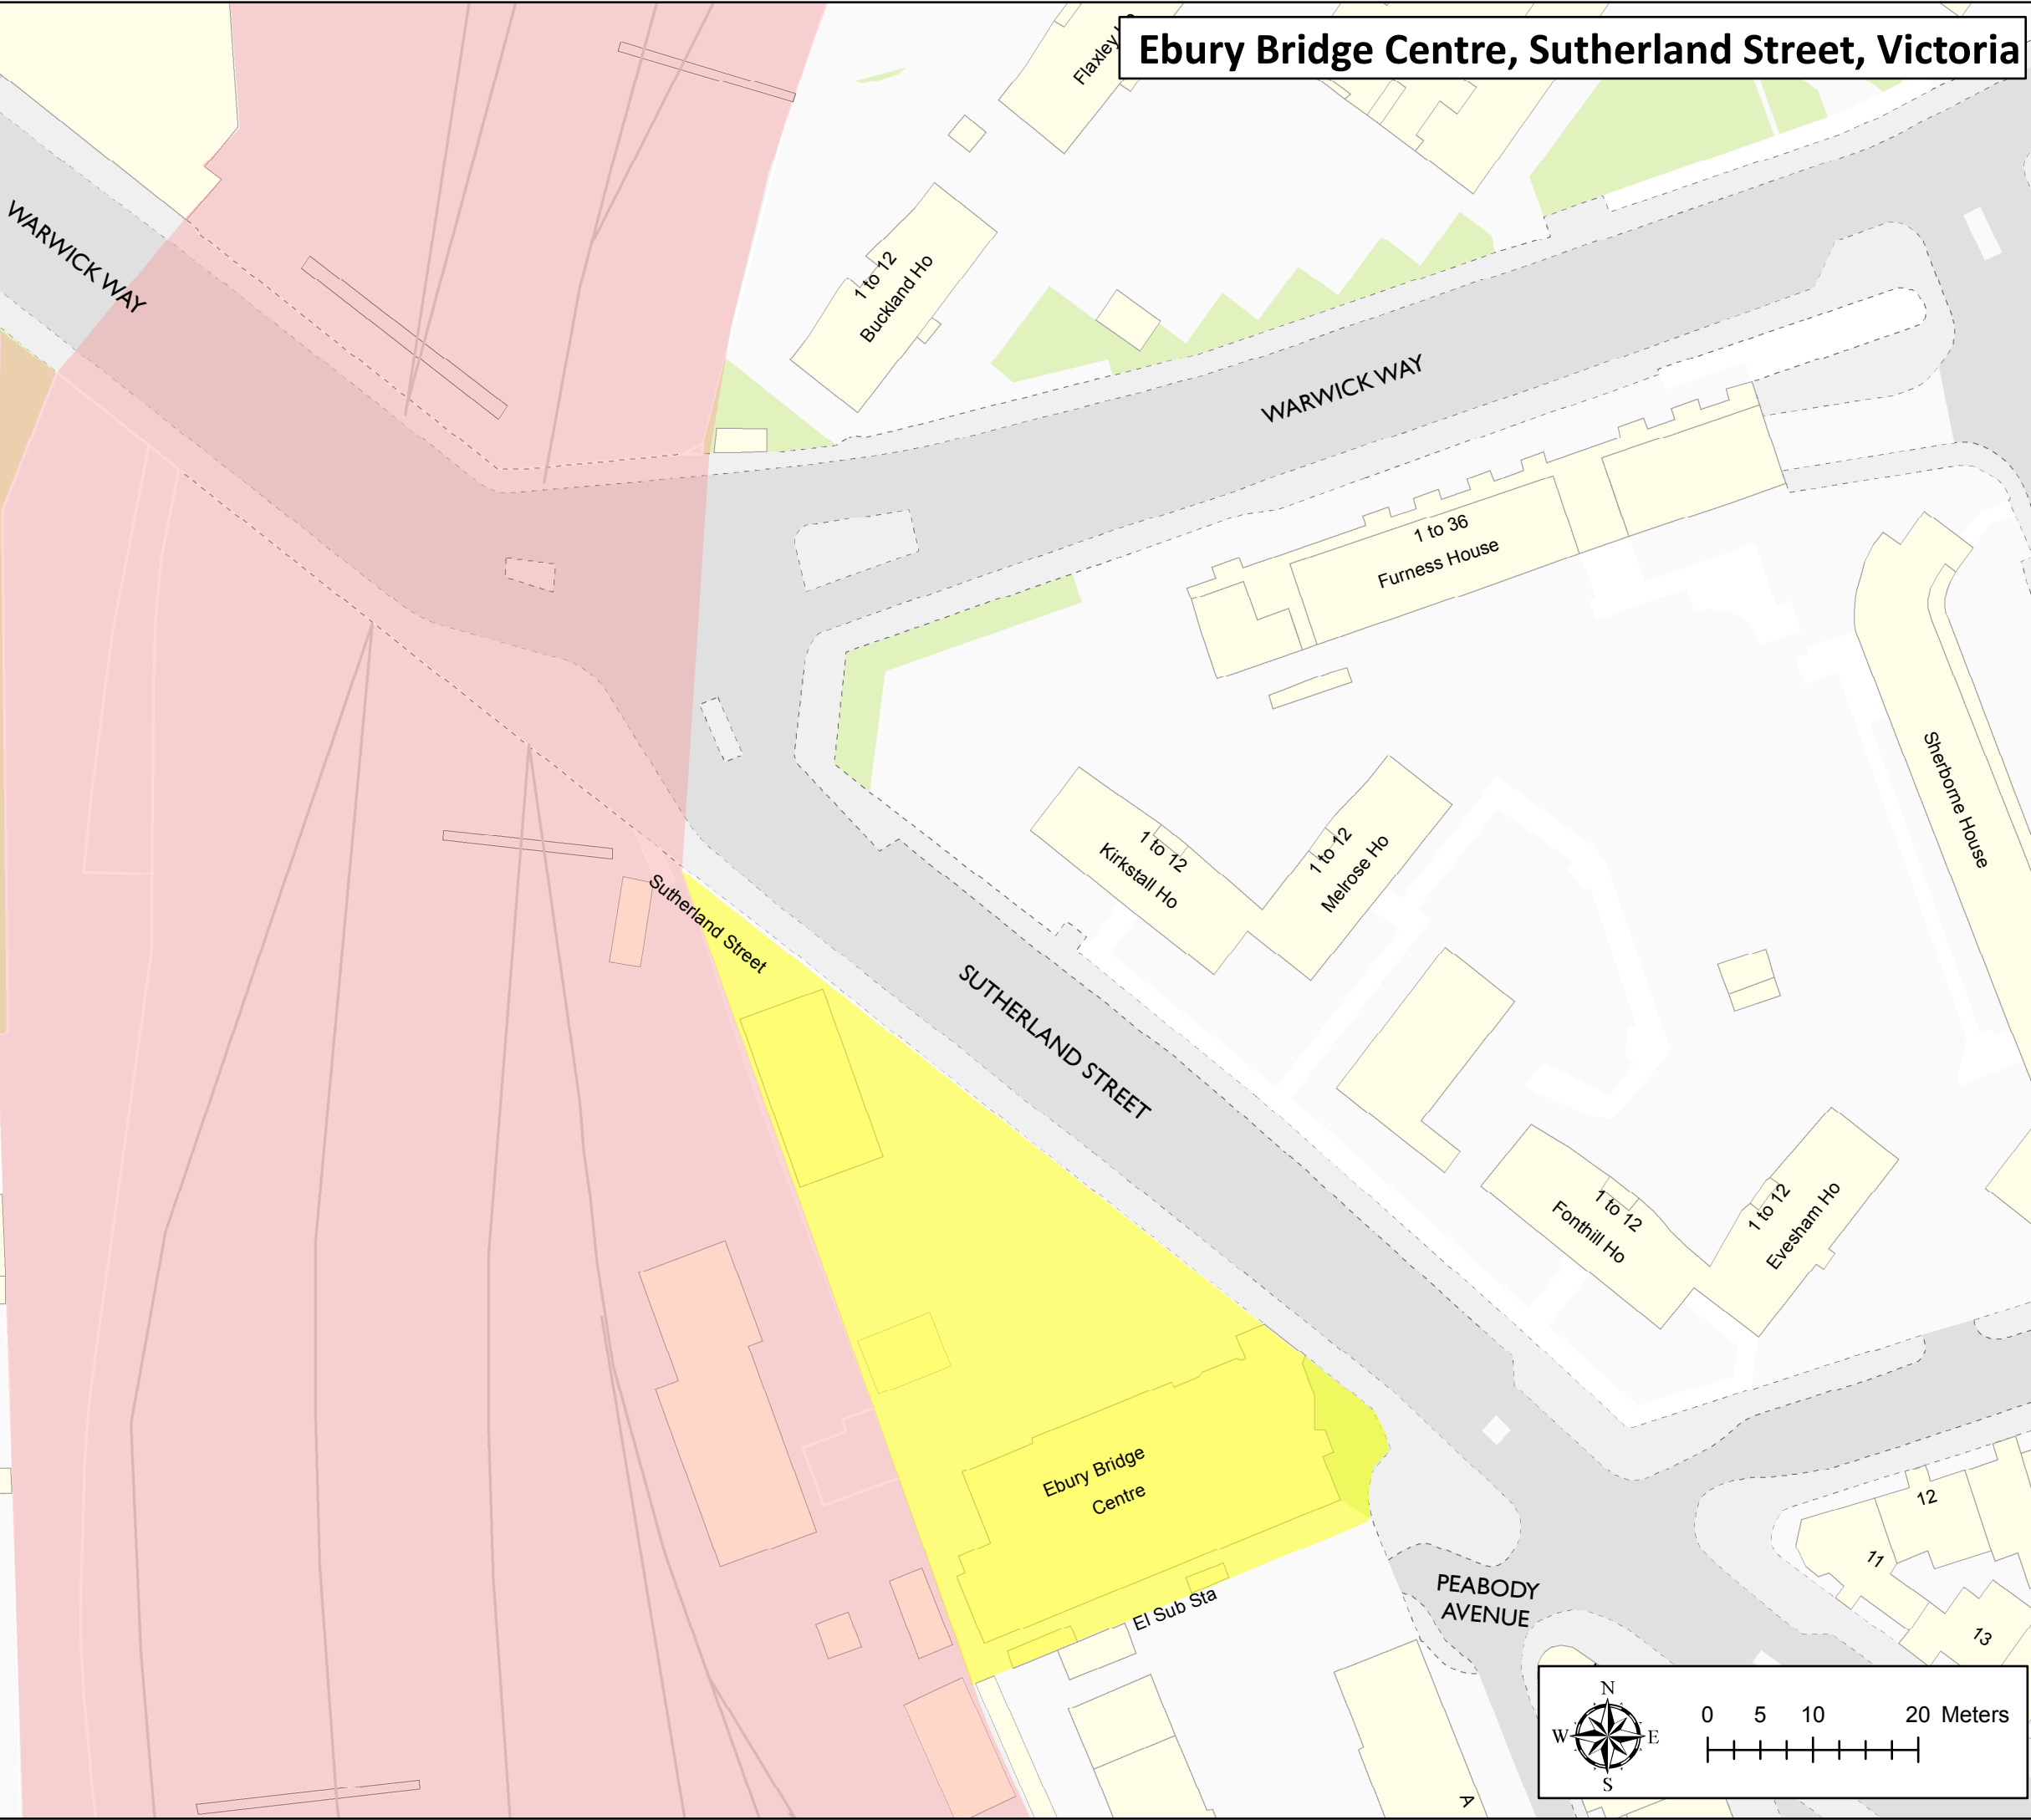 Ebury Bridge Centre, Sutherland Street, Victoria
WARWICK WAY
1 to 12
Buckland Ho
WARWICK WAY
1 to 36
Furness House
Sherborne House
1 to 12
Kirkstall Ho
1 to 12
Melrose Ho
Sutherland Street
SUTHERLAND STREET
1 to 12
Fonthill Ho
1 to 12
Evesham Ho
Ebury Bridge
Centre
El Sub Sta
PEABODY
AVENUE
12
11
13
A
N
W E
S
0 5 10 20 Meters